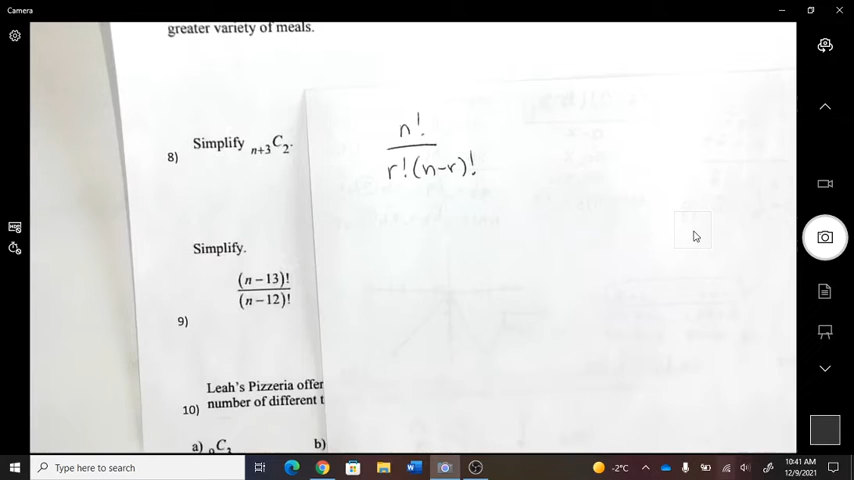 Camera
greater variety of meals.
8) Simplify n+3C2.
n!
r!(n-r)!
Simplify.
9) (n − 13)!
(n − 12)!
Leah's Pizzeria offer
10) number of different t
a) 9C3 b)
Type here to search
-2°C
10:41 AM
12/9/2021